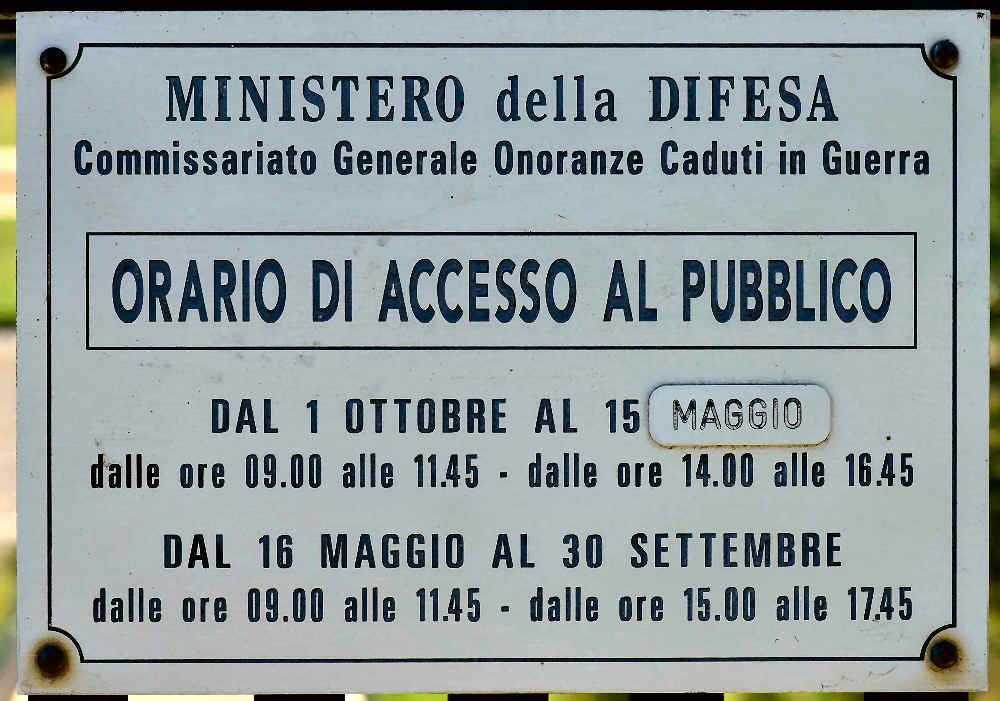 MINISTERO della DIFESA
Commissariato Generale Onoranze Caduti in Guerra
ORARIO DI ACCESSO AL PUBBLICO
DAL 1 OTTOBRE AL 15 MAGGIO
dalle ore 09.00 alle 11.45 - dalle ore 14.00 alle 16.45
DAL 16 MAGGIO AL 30 SETTEMBRE
dalle ore 09.00 alle 11.45 - dalle ore 15.00 alle 17.45